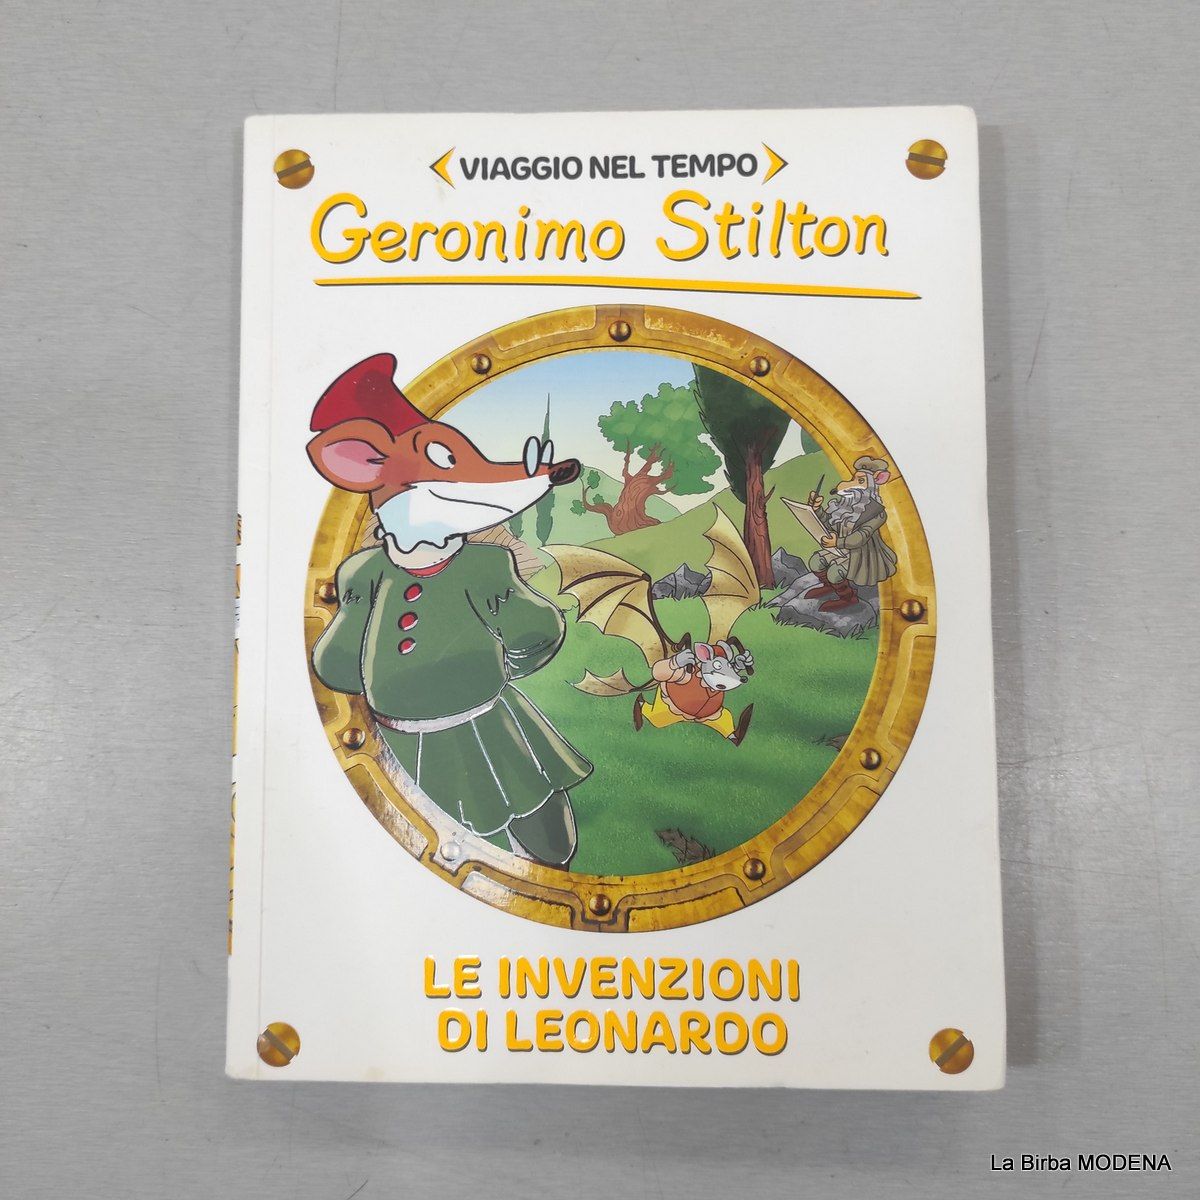 VIAGGIO NEL TEMPO
Geronimo Stilton
LE INVENZIONI
DI LEONARDO
La Birba MODENA